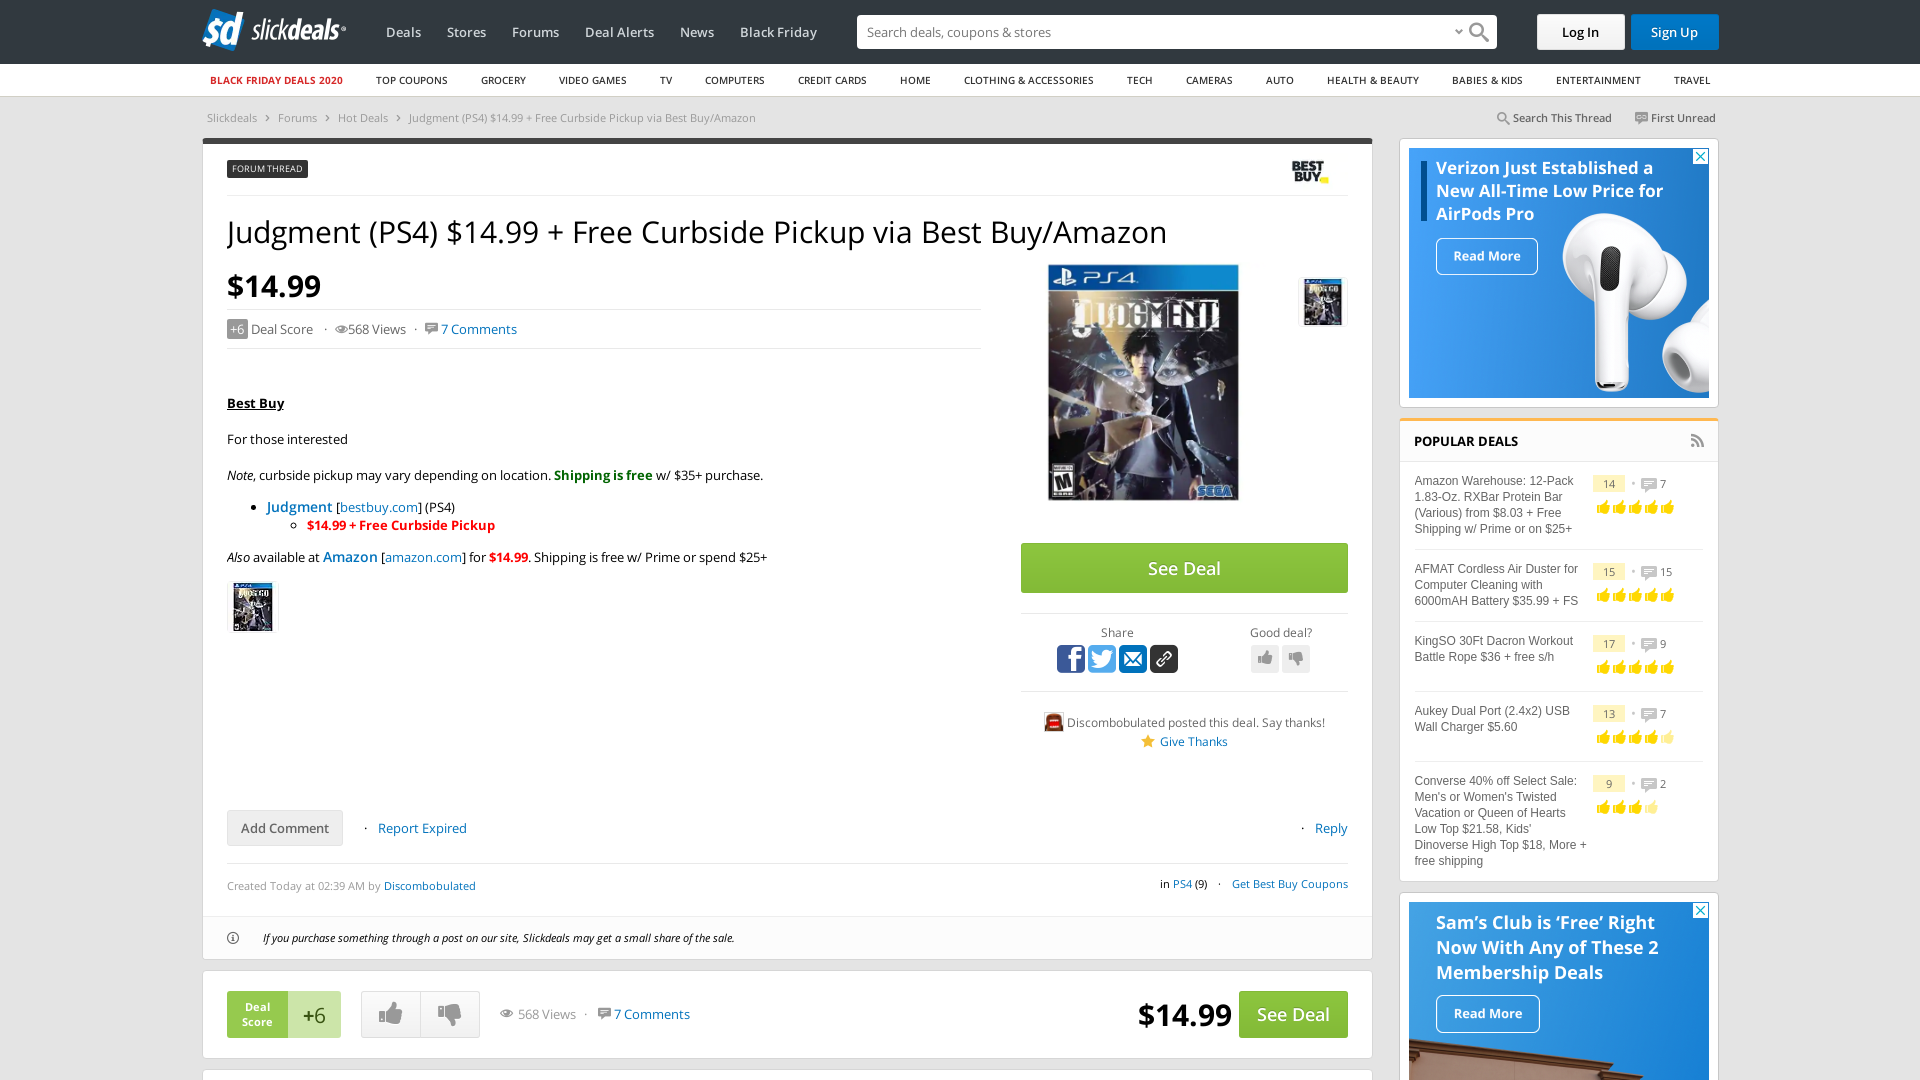 slickdeals
Deals
Stores
Forums
Deal Alerts
News
Black Friday
Search deals, coupons & stores
Log In
Sign Up
BLACK FRIDAY DEALS 2020
TOP COUPONS
GROCERY
VIDEO GAMES
TV
COMPUTERS
CREDIT CARDS
HOME
CLOTHING & ACCESSORIES
TECH
CAMERAS
AUTO
HEALTH & BEAUTY
BABIES & KIDS
ENTERTAINMENT
TRAVEL
Slickdeals > Forums > Hot Deals > Judgment (PS4) $14.99 + Free Curbside Pickup via Best Buy/Amazon
Search This Thread
First Unread
FORUM THREAD
BEST BUY
Judgment (PS4) $14.99 + Free Curbside Pickup via Best Buy/Amazon
$14.99
+6 Deal Score · 568 Views · 7 Comments
Best Buy
For those interested
Note, curbside pickup may vary depending on location. Shipping is free w/ $35+ purchase.
Judgment [bestbuy.com] (PS4)
$14.99 + Free Curbside Pickup
Also available at Amazon [amazon.com] for $14.99. Shipping is free w/ Prime or spend $25+
PS4
JUDGMENT
M
SEGA
See Deal
Share
Good deal?
Discombobulated posted this deal. Say thanks!
Give Thanks
Add Comment
· Report Expired
· Reply
Created Today at 02:39 AM by Discombobulated
in PS4 (9) · Get Best Buy Coupons
If you purchase something through a post on our site, Slickdeals may get a small share of the sale.
Deal
Score
+6
568 Views · 7 Comments
$14.99
See Deal
Verizon Just Established a
New All-Time Low Price for
AirPods Pro
Read More
POPULAR DEALS
Amazon Warehouse: 12-Pack
1.83-Oz. RXBar Protein Bar
(Various) from $8.03 + Free
Shipping w/ Prime or on $25+
14 · 7
AFMAT Cordless Air Duster for
Computer Cleaning with
6000mAH Battery $35.99 + FS
15 · 15
KingSO 30Ft Dacron Workout
Battle Rope $36 + free s/h
17 · 9
Aukey Dual Port (2.4x2) USB
Wall Charger $5.60
13 · 7
Converse 40% off Select Sale:
Men's or Women's Twisted
Vacation or Queen of Hearts
Low Top $21.58, Kids'
Dinoverse High Top $18, More +
free shipping
9 · 2
Sam's Club is ‘Free’ Right
Now With Any of These 2
Membership Deals
Read More